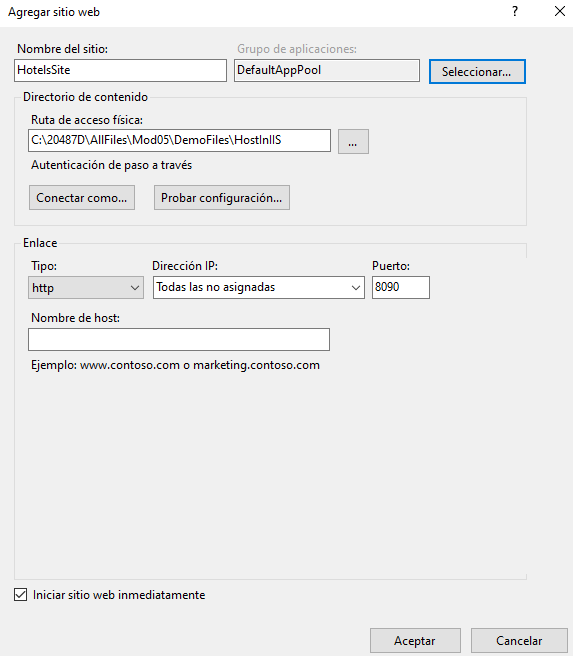 Agregar sitio web
?
Nombre del sitio:
Grupo de aplicaciones:
HotelsSite
DefaultAppPool
Seleccionar...
Directorio de contenido
Ruta de acceso física:
C:\20487D\AllFiles\Mod05\DemoFiles\HostInIIS
...
Autenticación de paso a través
Conectar como...
Probar configuración...
Enlace
Tipo:
Dirección IP:
Puerto:
http
Todas las no asignadas
8090
Nombre de host:
Ejemplo: www.contoso.com o marketing.contoso.com
Iniciar sitio web inmediatamente
Aceptar
Cancelar